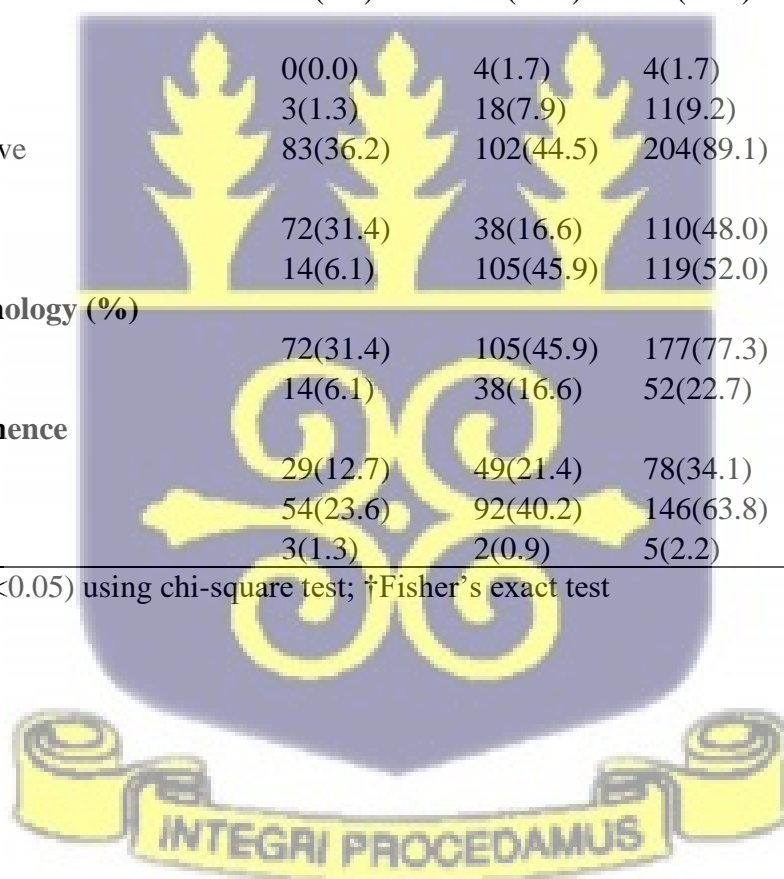 0(0.0) 4(1.7) 4(1.7)
3(1.3) 18(7.9) 11(9.2)
ve 83(36.2) 102(44.5) 204(89.1)
72(31.4) 38(16.6) 110(48.0)
14(6.1) 105(45.9) 119(52.0)
nology (%)
72(31.4) 105(45.9) 177(77.3)
14(6.1) 38(16.6) 52(22.7)
nence
29(12.7) 49(21.4) 78(34.1)
54(23.6) 92(40.2) 146(63.8)
3(1.3) 2(0.9) 5(2.2)
<0.05) using chi-square test; †Fisher's exact test
INTEGRI PROCEDAMUS